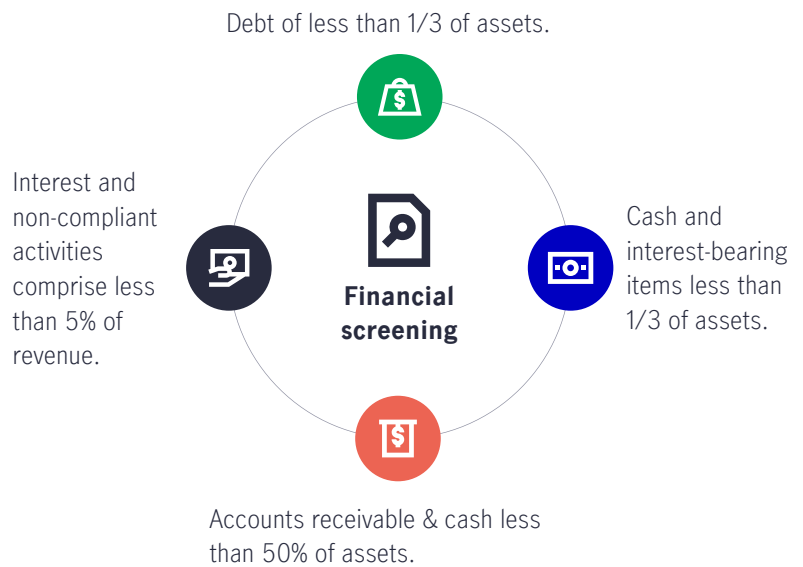 Debt of less than 1/3 of assets.
Interest and
non-compliant
activities
comprise less
than 5% of
revenue.
Financial
screening
Cash and
interest-bearing
items less than
1/3 of assets.
Accounts receivable & cash less
than 50% of assets.